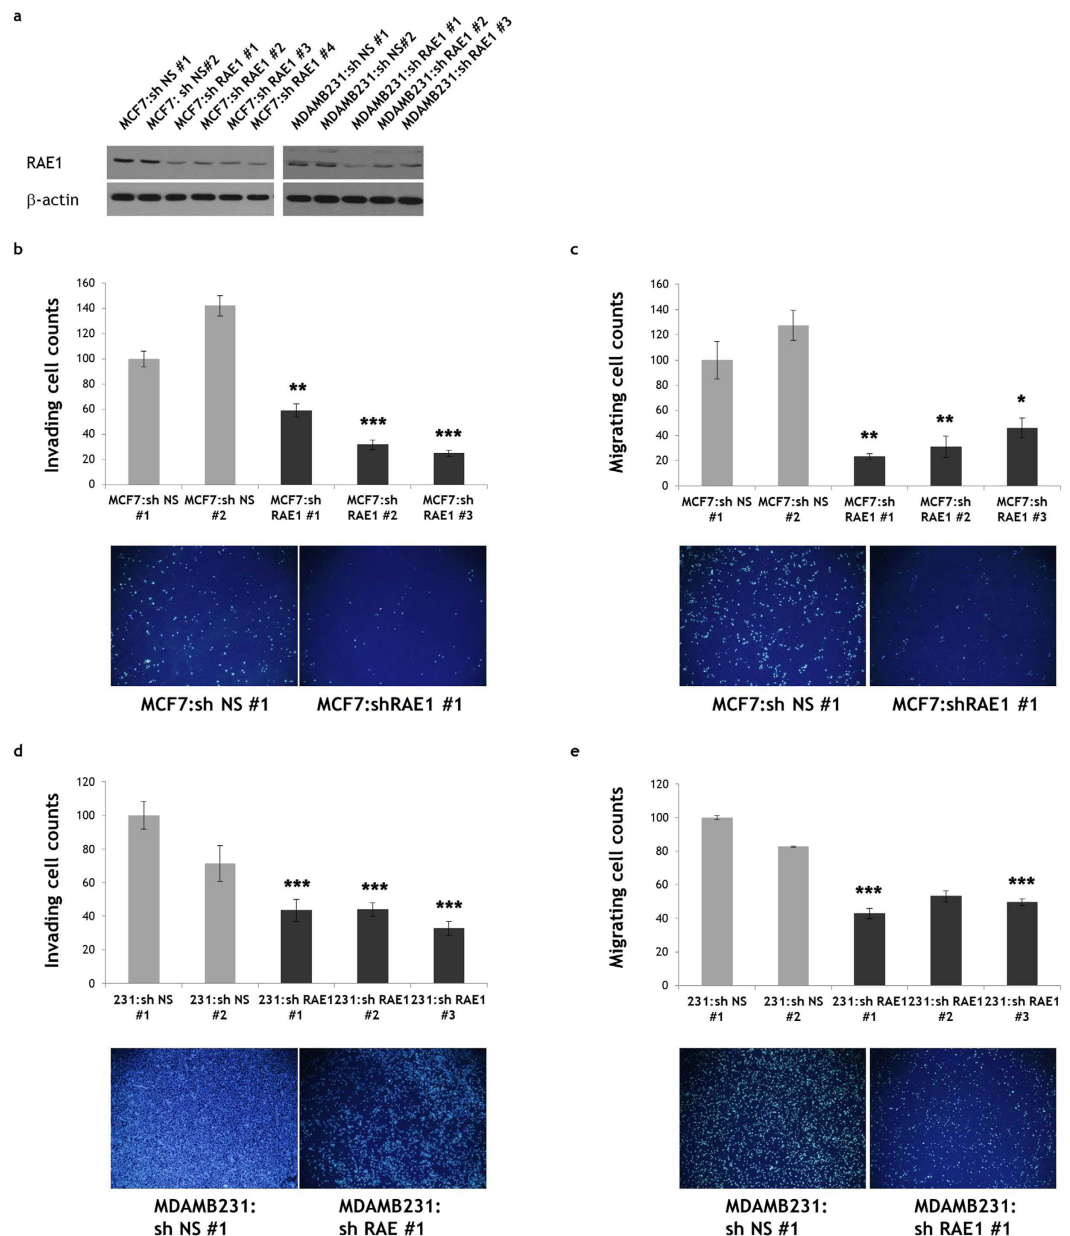 a
MCF7:sh NS #1
MCF7: sh NS#2
MCF7:sh RAE1 #1
MCF7:sh RAE1 #2
MCF7:sh RAE1 #3
MCF7:sh RAE1 #4
MDAMB231:sh NS #1
MDAMB231:sh NS#2
MDAMB231:sh RAE1 #1
MDAMB231:sh RAE1 #2
MDAMB231:sh RAE1 #3
RAE1
β-actin
b
Invading cell counts
160
140
120
100
80
60
40
20
0
**
***
***
MCF7:sh NS #1
MCF7:sh NS #2
MCF7:sh RAE1 #1
MCF7:sh RAE1 #2
MCF7:sh RAE1 #3
MCF7:sh NS #1
MCF7:shRAE1 #1
c
Migrating cell counts
160
140
120
100
80
60
40
20
0
**
**
*
MCF7:sh NS #1
MCF7:sh NS #2
MCF7:sh RAE1 #1
MCF7:sh RAE1 #2
MCF7:sh RAE1 #3
MCF7:sh NS #1
MCF7:shRAE1 #1
d
Invading cell counts
120
100
80
60
40
20
0
***
***
***
231:sh NS #1
231:sh NS #2
231:sh RAE1 #1
231:sh RAE1 #2
231:sh RAE1 #3
MDAMB231:
sh NS #1
MDAMB231:
sh RAE #1
e
Migrating cell counts
120
100
80
60
40
20
0
***
***
231:sh NS #1
231:sh NS #2
231:sh RAE1 #1
231:sh RAE1 #2
231:sh RAE1 #3
MDAMB231:
sh NS #1
MDAMB231:
sh RAE1 #1